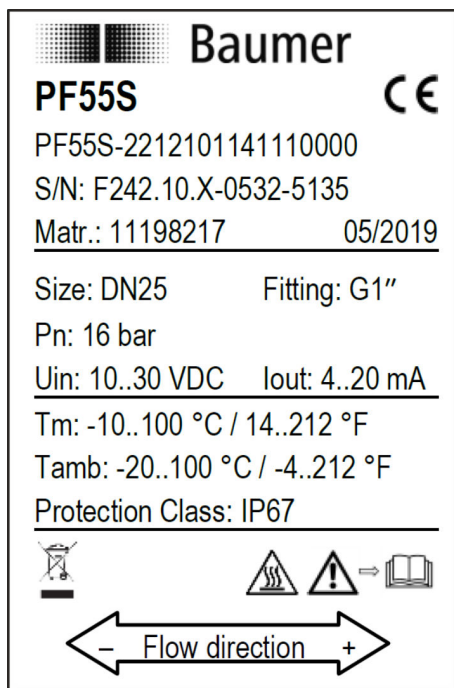 Baumer
PF55S CE
PF55S-2212101141110000
S/N: F242.10.X-0532-5135
Matr.: 11198217 05/2019
Size: DN25 Fitting: G1″
Pn: 16 bar
Uin: 10..30 VDC Iout: 4..20 mA
Tm: -10..100 °C / 14..212 °F
Tamb: -20..100 °C / -4..212 °F
Protection Class: IP67
– Flow direction +